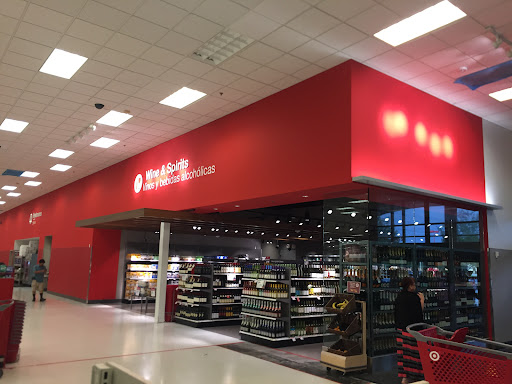 Wine & Spirits
Vinos y bebidas alcohólicas